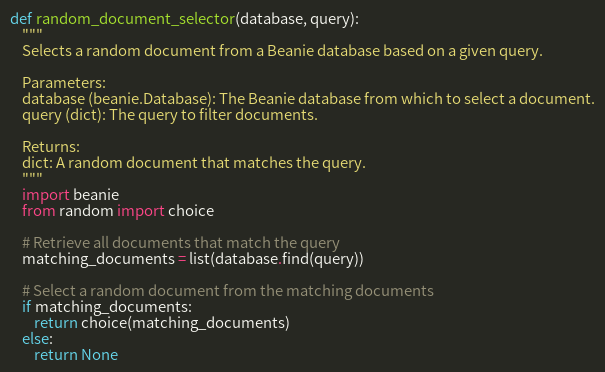 def random_document_selector(database, query):
    """
    Selects a random document from a Beanie database based on a given query.

    Parameters:
    database (beanie.Database): The Beanie database from which to select a document.
    query (dict): The query to filter documents.

    Returns:
    dict: A random document that matches the query.
    """
    import beanie
    from random import choice

    # Retrieve all documents that match the query
    matching_documents = list(database.find(query))

    # Select a random document from the matching documents
    if matching_documents:
        return choice(matching_documents)
    else:
        return None